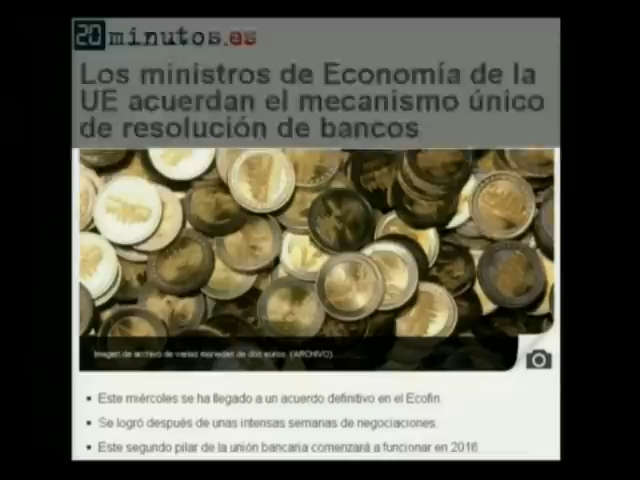 20minutos.es
Los ministros de Economía de la
UE acuerdan el mecanismo único
de resolución de bancos
Imagen de archivo de varias monedas de dos euros. (ARCHIVO)
Este miércoles se ha llegado a un acuerdo definitivo en el Ecofin
Se logró después de unas intensas semanas de negociaciones.
Este segundo pilar de la unión bancaria comenzará a funcionar en 2016